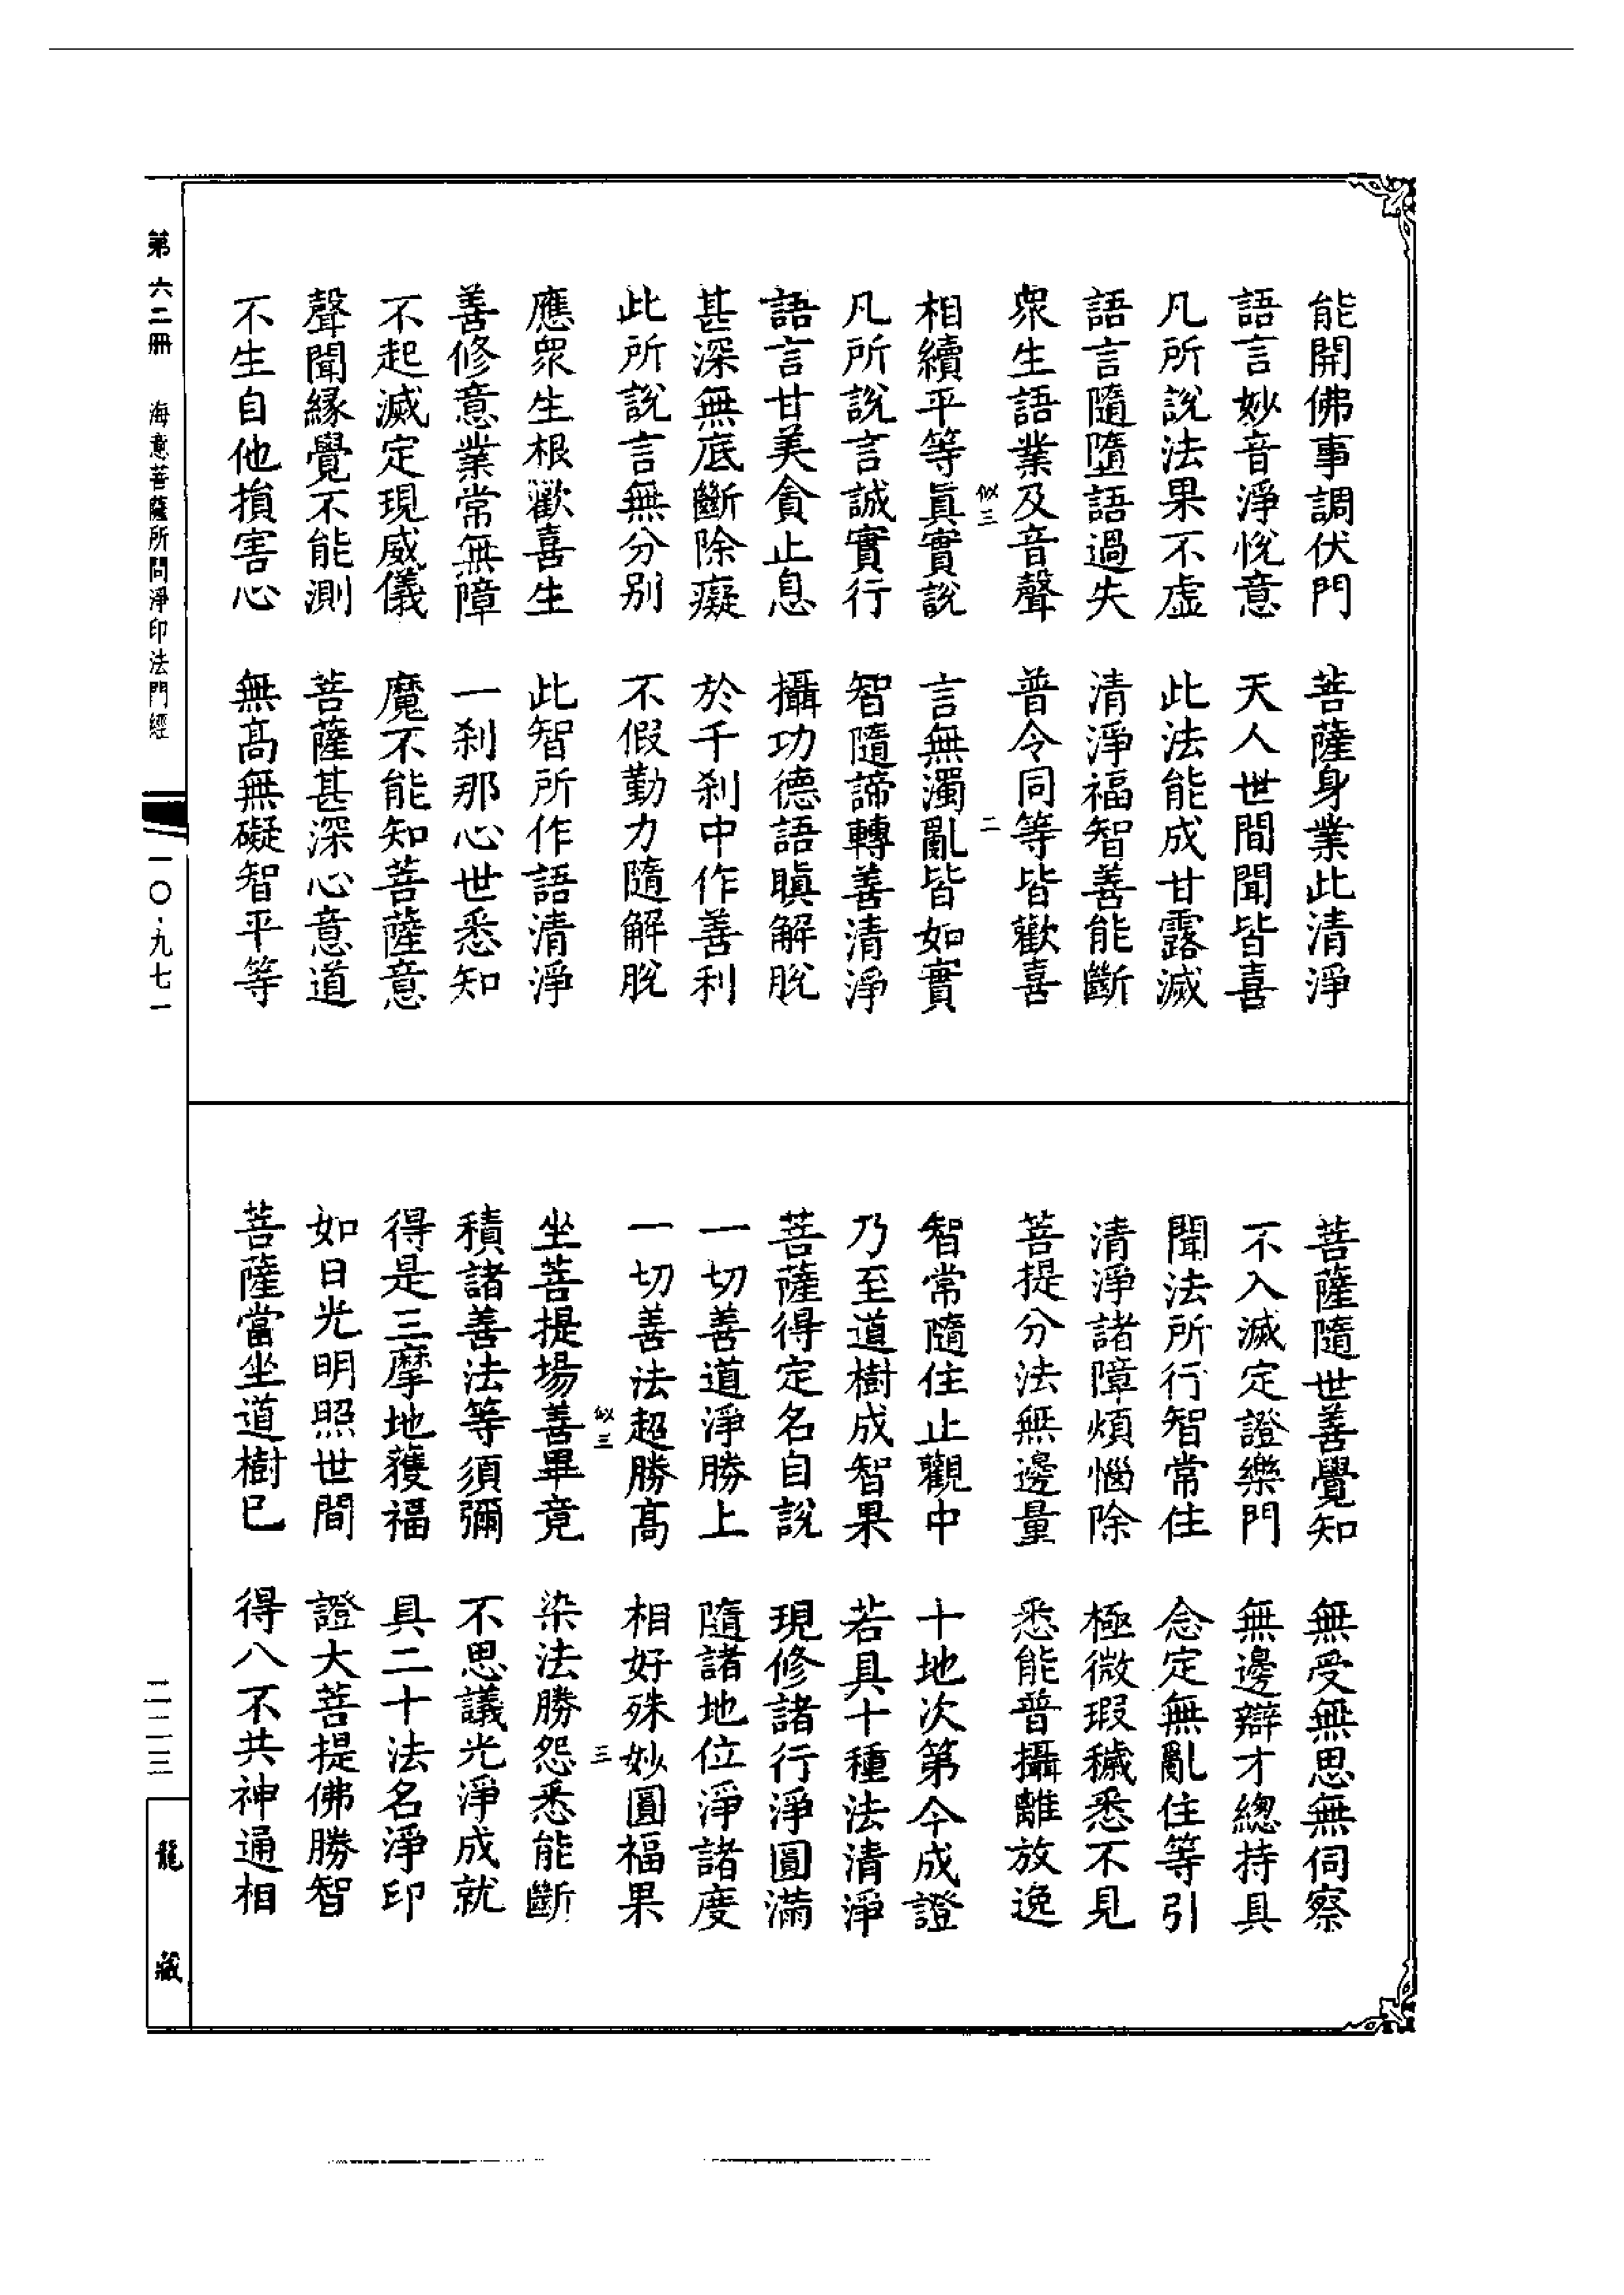 能開佛事調伏門　菩薩身業此清淨
語言妙音淨悅意　天人世間聞皆喜
凡所說法果不虛　此法能成甘露滅
語言隨墮語過失　清淨福智善能斷
衆生語業及音聲　普令同等皆歡喜
似三　二
相續平等眞實說　言無濁亂皆如實
凡所說言誠實行　智隨諦轉善清淨
語言甘美貪止息　攝功德語瞋解脫
甚深無底斷除癡　於千刹中作善利
此所說言無分別　不假勤力隨解脫
應衆生根歡喜生　此智所作語清淨
善修意業常無障　一刹那心世悉知
不起滅定現威儀　魔不能知菩薩意
聲聞緣覺不能測　菩薩甚深心意道
不生自他損害心　無高無礙智平等
菩薩隨世善覺知　無受無思無伺察
不入滅定證樂門　無邊辯才總持具
聞法所行智常住　念定無亂住等引
清淨諸障煩惱除　極微瑕穢悉不見
菩提分法無邊量　悉能普攝離放逸
智常隨住止觀中　十地次第今成證
乃至道樹成智果　若具十種法清淨
菩薩得定名自說　現修諸行淨圓滿
一切善道淨勝上　隨諸地位淨諸度
一切善法超勝高　相好殊妙圓福果
似三　三
坐菩提場善畢竟　染法勝怨悉能斷
積諸善法等須彌　不思議光淨成就
得是三摩地獲福　具二十法名淨印
如日光明照世間　證大菩提佛勝智
菩薩當坐道樹巳　得八不共神通相
第六二冊　海意菩薩所問淨印法門經
一〇·九七一
二二三
龍藏